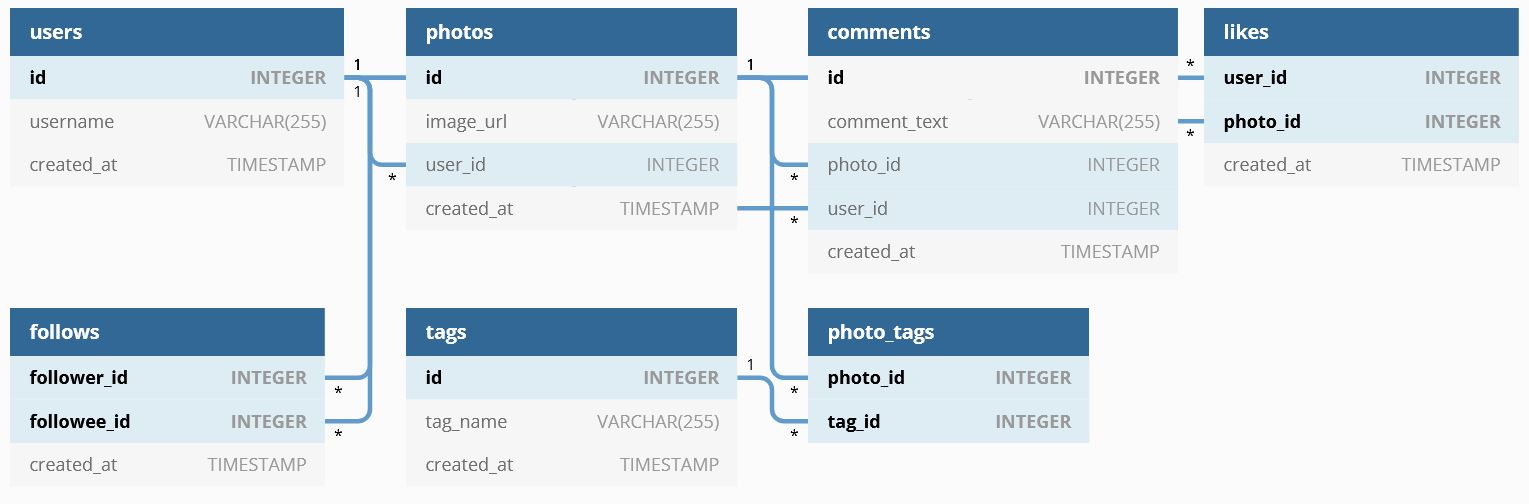 users
id INTEGER
username VARCHAR(255)
created_at TIMESTAMP
1
1
photos
id INTEGER
image_url VARCHAR(255)
user_id INTEGER
created_at TIMESTAMP
*
1
comments
id INTEGER
comment_text VARCHAR(255)
photo_id INTEGER
user_id INTEGER
created_at TIMESTAMP
*
*
*
*
likes
user_id INTEGER
photo_id INTEGER
created_at TIMESTAMP
follows
follower_id INTEGER
followee_id INTEGER
created_at TIMESTAMP
*
*
tags
id INTEGER
tag_name VARCHAR(255)
created_at TIMESTAMP
1
photo_tags
photo_id INTEGER
tag_id INTEGER
*
*